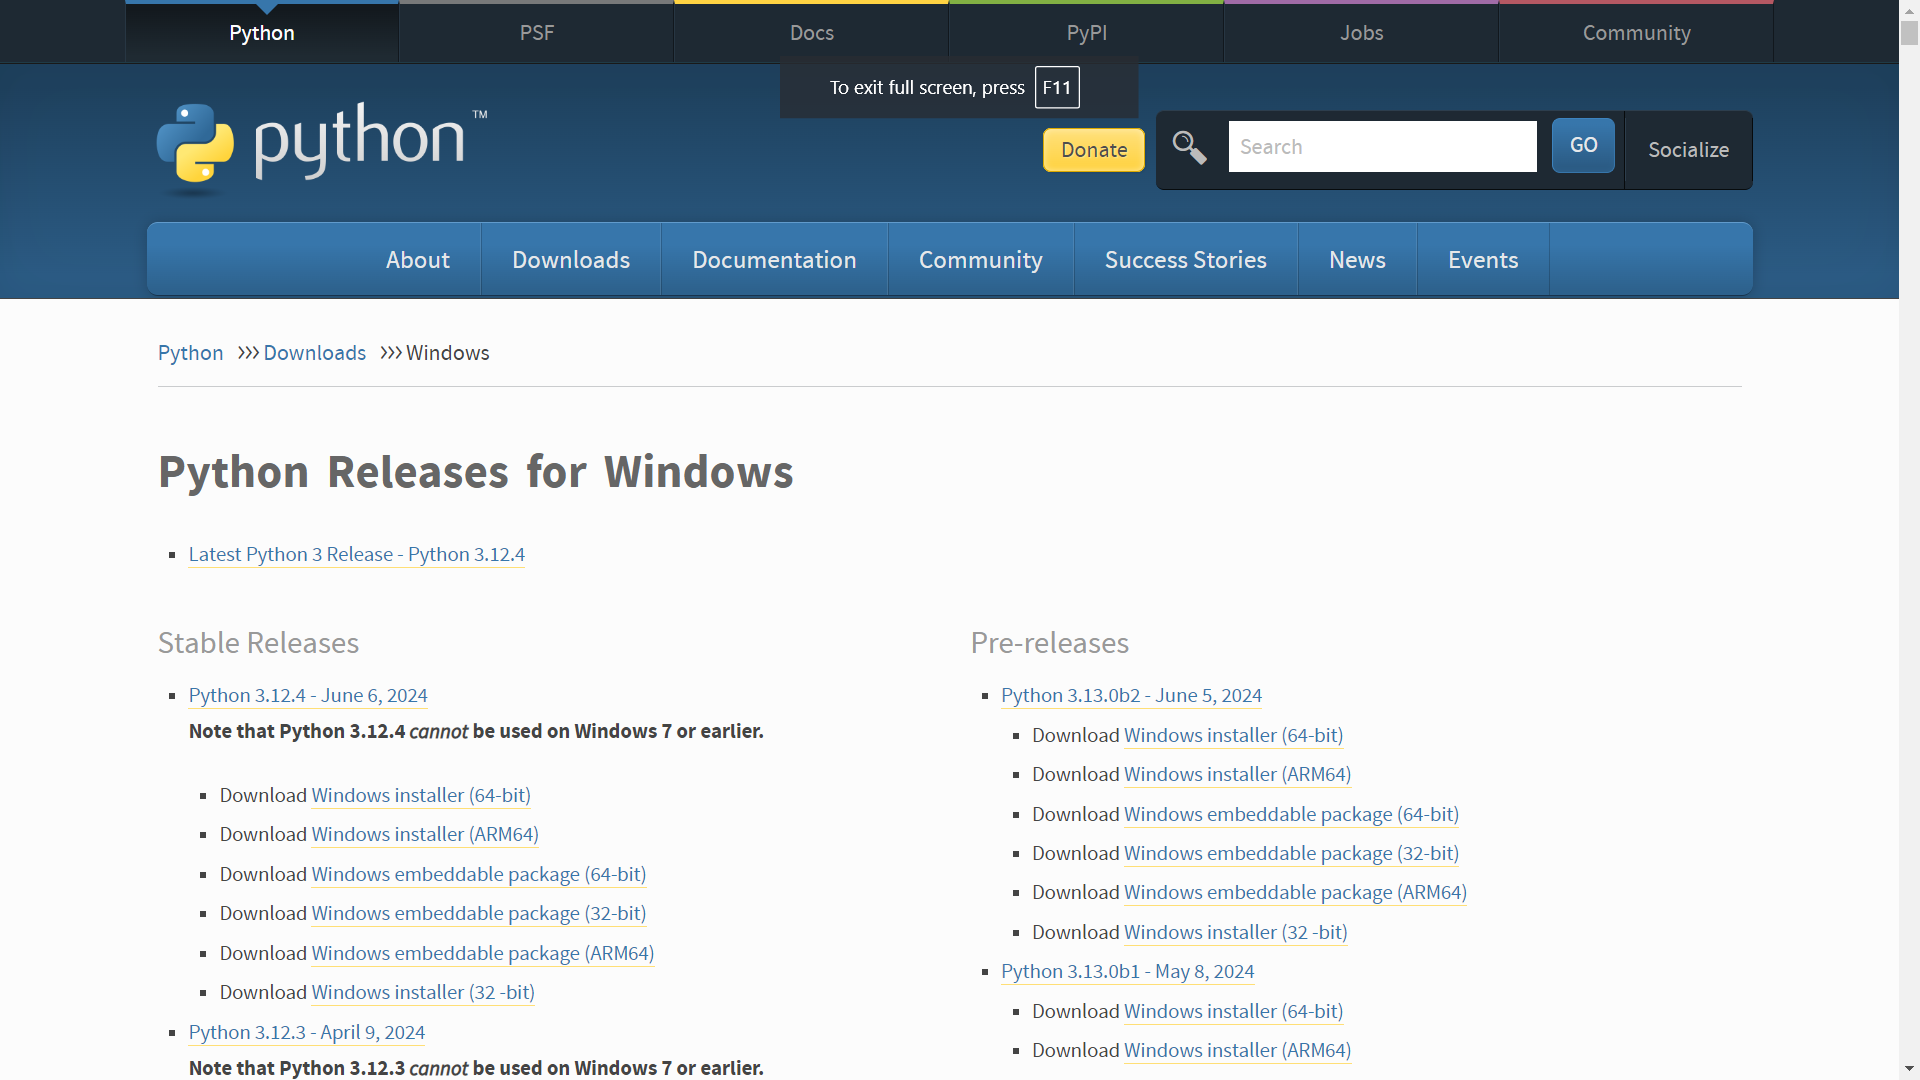 Python PSF Docs PyPI Jobs Community
To exit full screen, press F11
python™
Donate Search GO Socialize
About Downloads Documentation Community Success Stories News Events
Python >>> Downloads >>> Windows
Python Releases for Windows
Latest Python 3 Release - Python 3.12.4
Stable Releases
Python 3.12.4 - June 6, 2024
Note that Python 3.12.4 cannot be used on Windows 7 or earlier.
Download Windows installer (64-bit)
Download Windows installer (ARM64)
Download Windows embeddable package (64-bit)
Download Windows embeddable package (32-bit)
Download Windows embeddable package (ARM64)
Download Windows installer (32 -bit)
Python 3.12.3 - April 9, 2024
Note that Python 3.12.3 cannot be used on Windows 7 or earlier.
Pre-releases
Python 3.13.0b2 - June 5, 2024
Download Windows installer (64-bit)
Download Windows installer (ARM64)
Download Windows embeddable package (64-bit)
Download Windows embeddable package (32-bit)
Download Windows embeddable package (ARM64)
Download Windows installer (32 -bit)
Python 3.13.0b1 - May 8, 2024
Download Windows installer (64-bit)
Download Windows installer (ARM64)